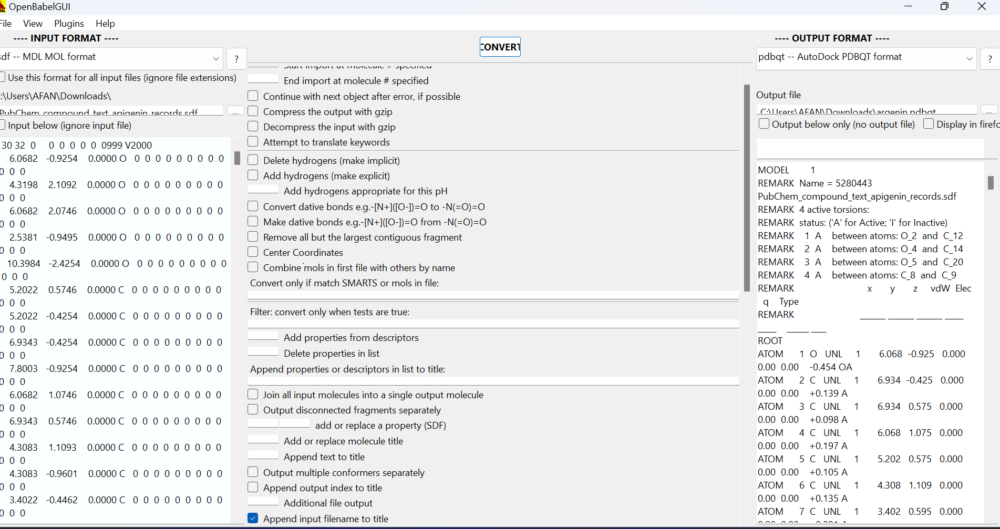 OpenBabelGUI
File View Plugins Help
---- INPUT FORMAT ----
sdf -- MDL MOL format
?
Use this format for all input files (ignore file extensions)
:\Users\AFAN\Downloads\
PubChem_compound_text_apigenin_records.sdf
...
Input below (ignore input file)
30 32 0 0 0 0 0 0 0999 V2000
6.0682 -0.9254 0.0000 O 0 0 0 0 0 0 0 0 0
0 0 0
4.3198 2.1092 0.0000 O 0 0 0 0 0 0 0 0 0
0 0 0
6.0682 2.0746 0.0000 O 0 0 0 0 0 0 0 0 0
0 0 0
2.5381 -0.9495 0.0000 O 0 0 0 0 0 0 0 0 0
0 0 0
10.3984 -2.4254 0.0000 O 0 0 0 0 0 0 0 0 0
0 0 0
5.2022 0.5746 0.0000 C 0 0 0 0 0 0 0 0 0
0 0 0
5.2022 -0.4254 0.0000 C 0 0 0 0 0 0 0 0 0
0 0 0
6.9343 -0.4254 0.0000 C 0 0 0 0 0 0 0 0 0
0 0 0
7.8003 -0.9254 0.0000 C 0 0 0 0 0 0 0 0 0
0 0 0
6.0682 1.0746 0.0000 C 0 0 0 0 0 0 0 0 0
0 0 0
6.9343 0.5746 0.0000 C 0 0 0 0 0 0 0 0 0
0 0 0
4.3083 1.1093 0.0000 C 0 0 0 0 0 0 0 0 0
0 0 0
4.3083 -0.9601 0.0000 C 0 0 0 0 0 0 0 0 0
0 0 0
3.4022 -0.4462 0.0000 C 0 0 0 0 0 0 0 0 0
0 0 0
CONVERT
Start import at molecule # specified
End import at molecule # specified
Continue with next object after error, if possible
Compress the output with gzip
Decompress the input with gzip
Attempt to translate keywords
Delete hydrogens (make implicit)
Add hydrogens (make explicit)
Add hydrogens appropriate for this pH
Convert dative bonds e.g.-[N+]([O-])=O to -N(=O)=O
Make dative bonds e.g.-[N+]([O-])=O from -N(=O)=O
Remove all but the largest contiguous fragment
Center Coordinates
Combine mols in first file with others by name
Convert only if match SMARTS or mols in file:
Filter: convert only when tests are true:
Add properties from descriptors
Delete properties in list
Append properties or descriptors in list to title:
Join all input molecules into a single output molecule
Output disconnected fragments separately
add or replace a property (SDF)
Add or replace molecule title
Append text to title
Output multiple conformers separately
Append output index to title
Additional file output
Append input filename to title
---- OUTPUT FORMAT ----
pdbqt -- AutoDock PDBQT format
?
Output file
C:\Users\AFAN\Downloads\argenin.pdbqt
...
Output below only (no output file) Display in firefo
MODEL 1
REMARK Name = 5280443
PubChem_compound_text_apigenin_records.sdf
REMARK 4 active torsions:
REMARK status: ('A' for Active; 'I' for Inactive)
REMARK 1 A between atoms: O_2 and C_12
REMARK 2 A between atoms: O_4 and C_14
REMARK 3 A between atoms: O_5 and C_20
REMARK 4 A between atoms: C_8 and C_9
REMARK x y z vdW Elec
q Type
REMARK _______ _______ _______ _____
_____ ______ ____
ROOT
ATOM 1 O UNL 1 6.068 -0.925 0.000
0.00 0.00 -0.454 OA
ATOM 2 C UNL 1 6.934 -0.425 0.000
0.00 0.00 +0.139 A
ATOM 3 C UNL 1 6.934 0.575 0.000
0.00 0.00 +0.098 A
ATOM 4 C UNL 1 6.068 1.075 0.000
0.00 0.00 +0.197 A
ATOM 5 C UNL 1 5.202 0.575 0.000
0.00 0.00 +0.105 A
ATOM 6 C UNL 1 4.308 1.109 0.000
0.00 0.00 +0.135 A
ATOM 7 C UNL 1 3.402 0.595 0.000